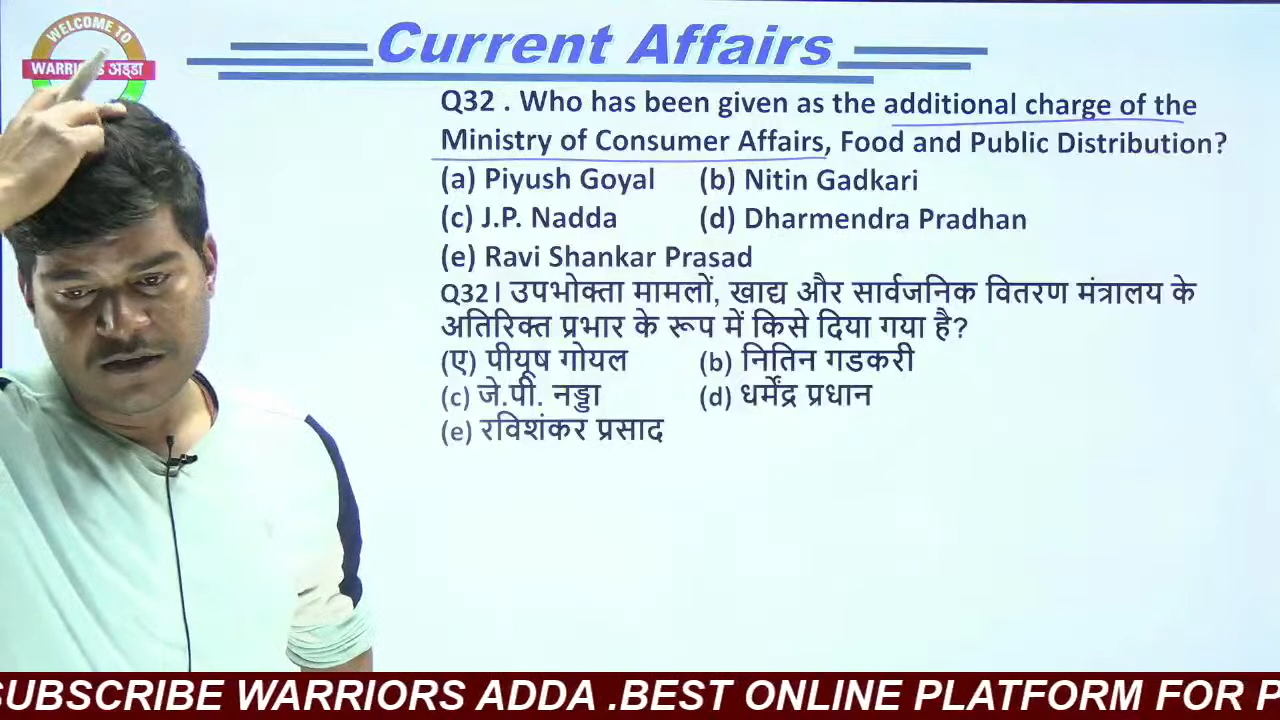 WELCOME TO
WARRIORS अड्डा
Current Affairs
Q32 . Who has been given as the additional charge of the
Ministry of Consumer Affairs, Food and Public Distribution?
(a) Piyush Goyal (b) Nitin Gadkari
(c) J.P. Nadda (d) Dharmendra Pradhan
(e) Ravi Shankar Prasad
Q32। उपभोक्ता मामलों, खाद्य और सार्वजनिक वितरण मंत्रालय के
अतिरिक्त प्रभार के रूप में किसे दिया गया है?
(ए) पीयूष गोयल (b) नितिन गडकरी
(c) जे.पी. नड्डा (d) धर्मेंद्र प्रधान
(e) रविशंकर प्रसाद
SUBSCRIBE WARRIORS ADDA .BEST ONLINE PLATFORM FOR P